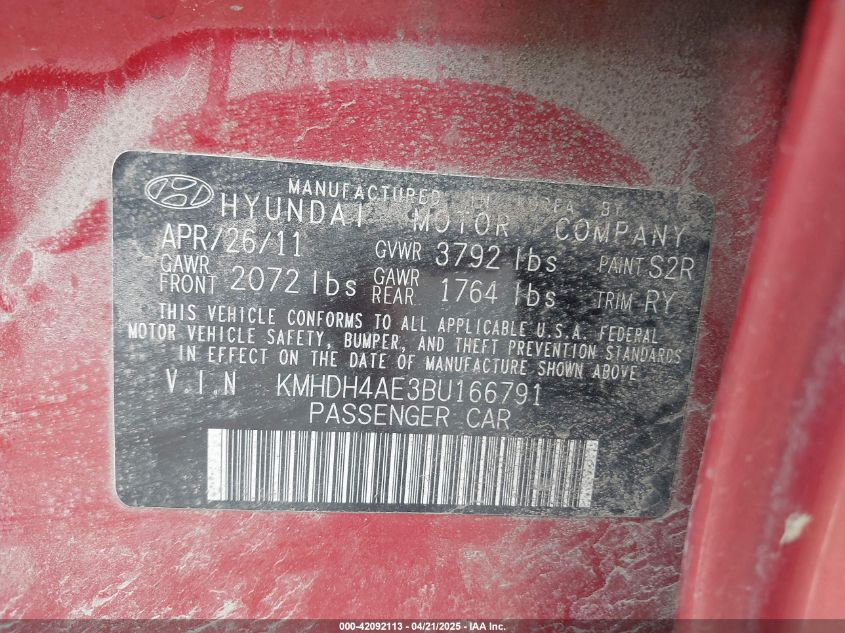 MANUFACTURED IN KOREA BY
HYUNDAI MOTOR COMPANY
APR/26/11 GVWR 3792 lbs PAINT S2R
GAWR FRONT 2072 lbs GAWR REAR 1764 lbs TRIM RY
THIS VEHICLE CONFORMS TO ALL APPLICABLE U.S.A. FEDERAL
MOTOR VEHICLE SAFETY, BUMPER, AND THEFT PREVENTION STANDARDS
IN EFFECT ON THE DATE OF MANUFACTURE SHOWN ABOVE.
V.I.N KMHDH4AE3BU166791
PASSENGER CAR
000-42092113 - 04/21/2025 - IAA Inc.